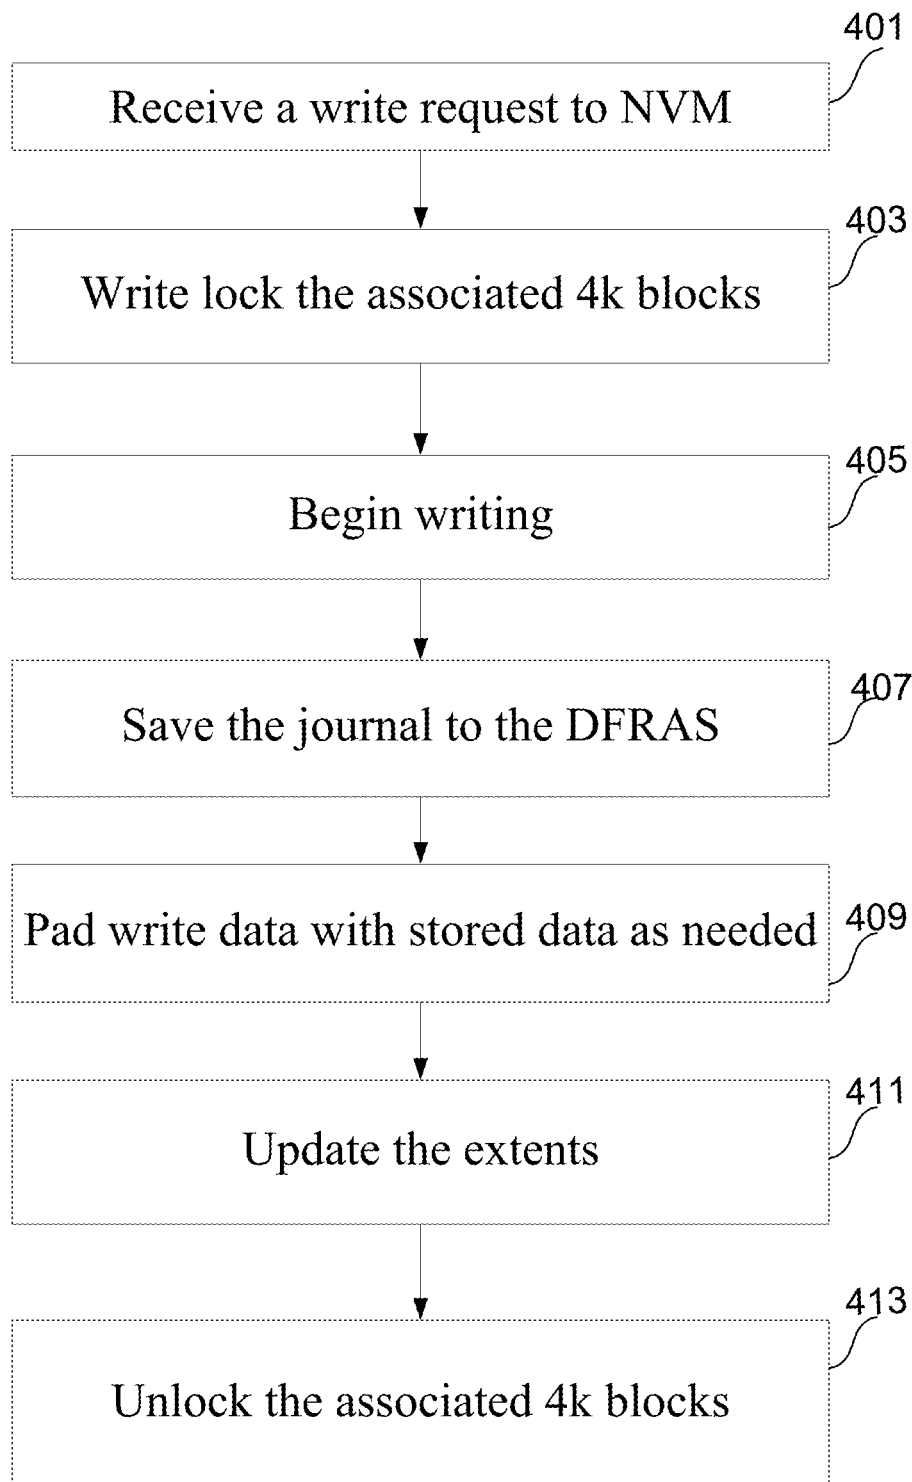 401
Receive a write request to NVM
403
Write lock the associated 4k blocks
405
Begin writing
407
Save the journal to the DFRAS
409
Pad write data with stored data as needed
411
Update the extents
413
Unlock the associated 4k blocks